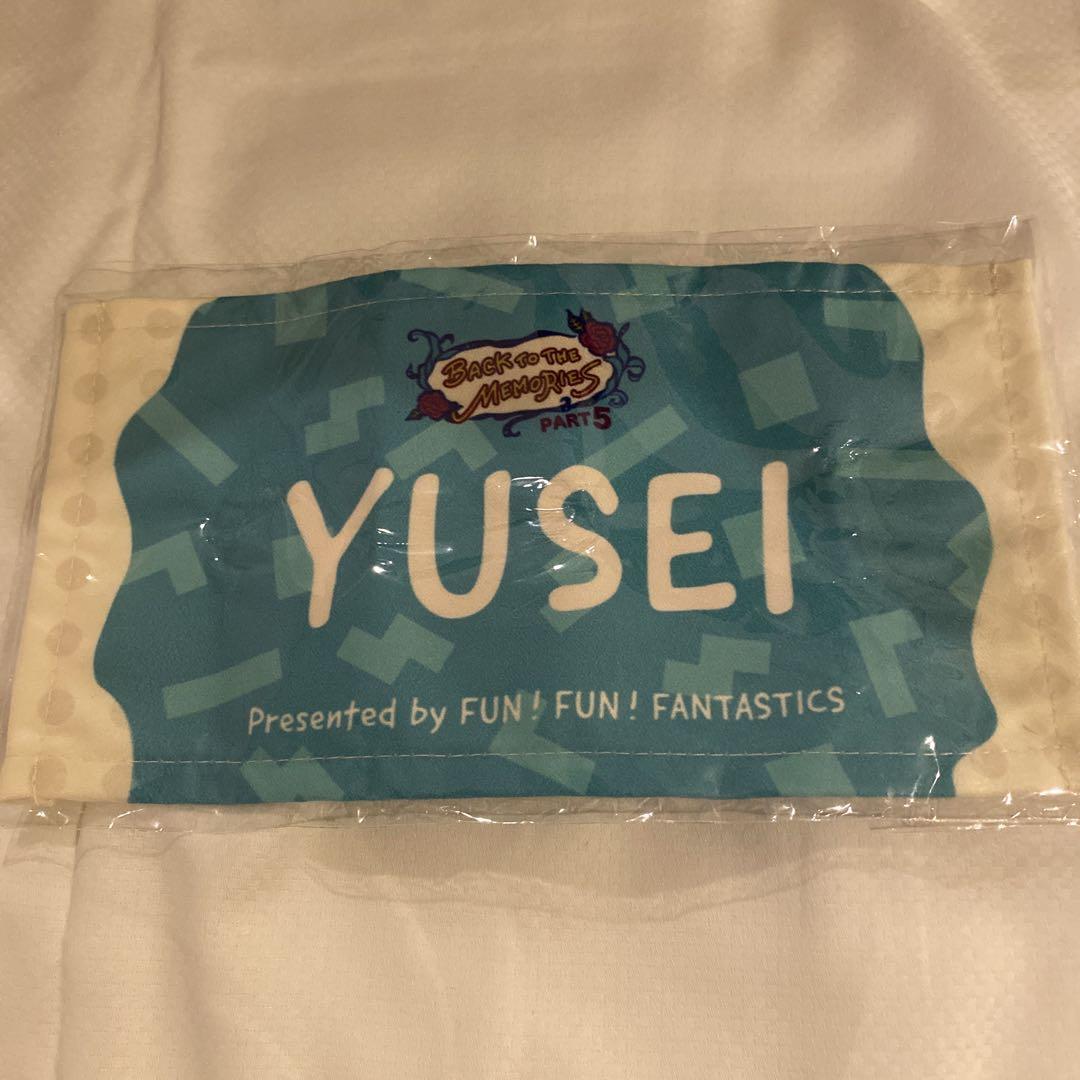 BACK TO THE
MEMORIES
PART 5
YUSEI
Presented by FUN! FUN! FANTASTICS